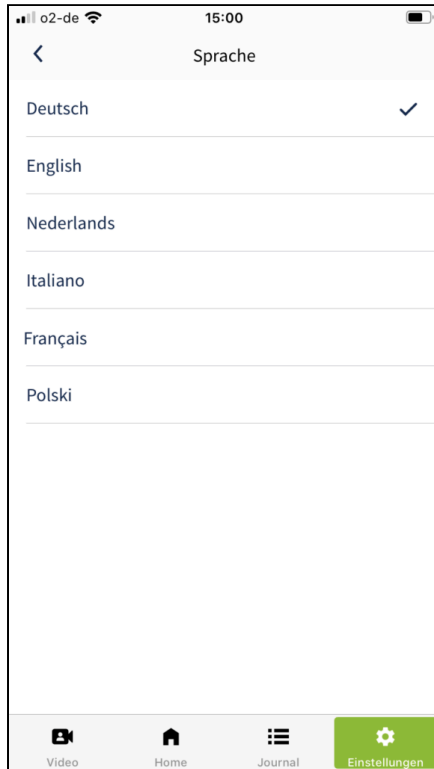 o2-de 15:00
Sprache
Deutsch
English
Nederlands
Italiano
Français
Polski
Video Home Journal Einstellungen